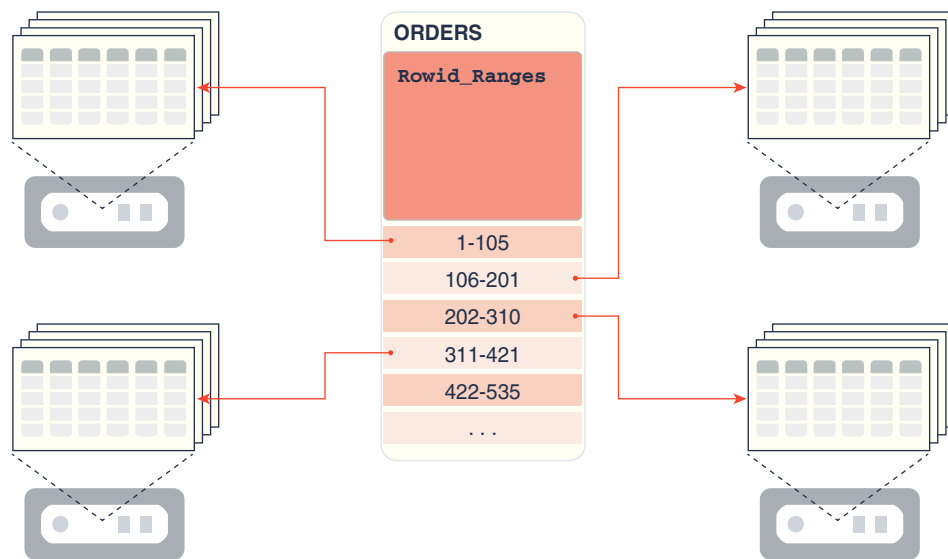 ORDERS
Rowid_Ranges
1-105
106-201
202-310
311-421
422-535
. . .